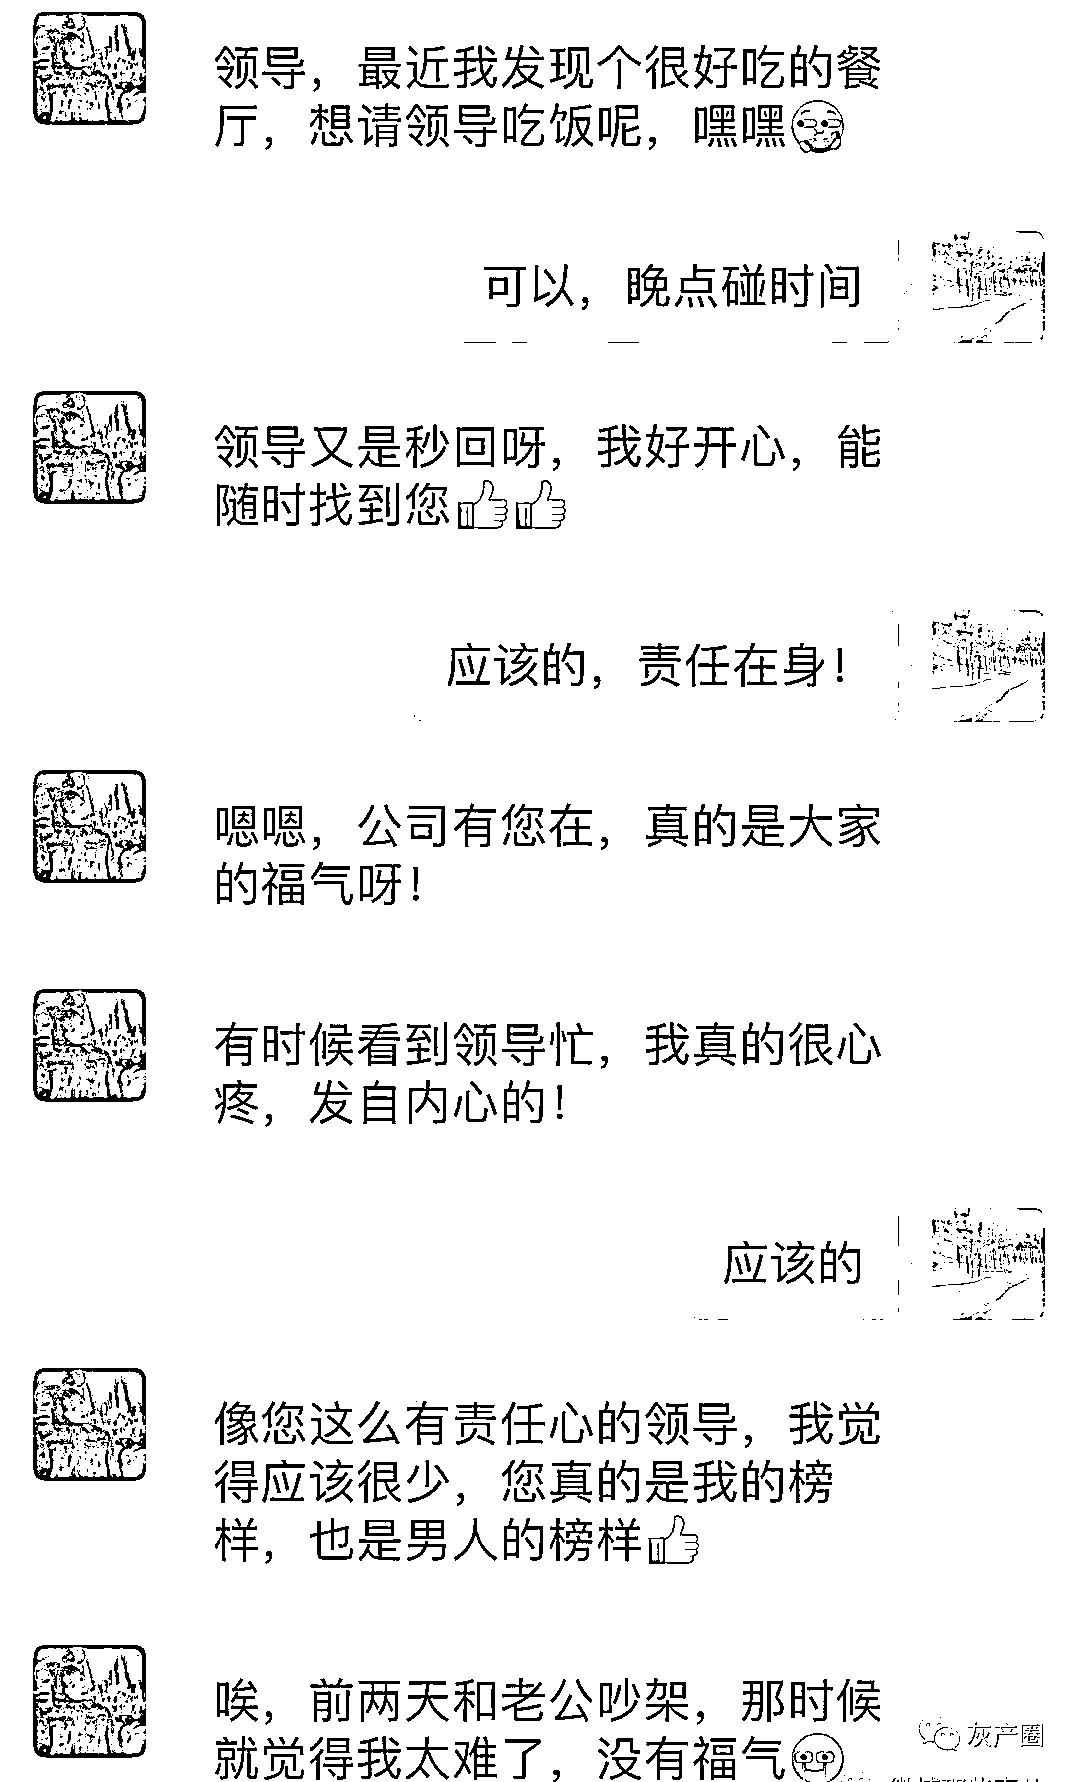 领导，最近我发现个很好吃的餐
厅，想请领导吃饭呢，嘿嘿
可以，晚点碰时间
领导又是秒回呀，我好开心，能
随时找到您👍👍
应该的，责任在身！
嗯嗯，公司有您在，真的是大家
的福气呀！
有时候看到领导忙，我真的很心
疼，发自内心的！
应该的
像您这么有责任心的领导，我觉
得应该很少，您真的是我的榜
样，也是男人的榜样👍
唉，前两天和老公吵架，那时候
就觉得我太难了，没有福气
灰产圈